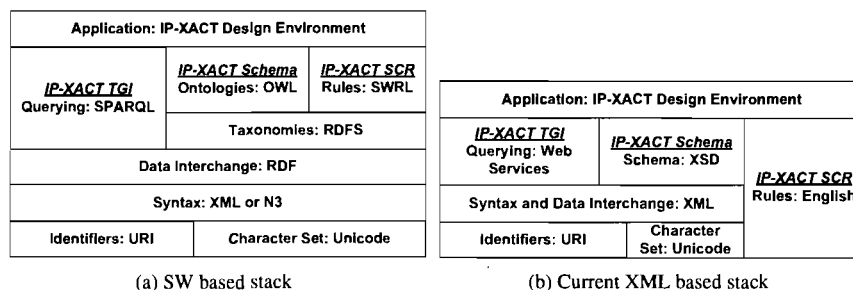 Application: IP-XACT Design Environment
IP-XACT TGI
Querying: SPARQL
IP-XACT Schema
Ontologies: OWL
IP-XACT SCR
Rules: SWRL
Taxonomies: RDFS
Data Interchange: RDF
Syntax: XML or N3
Identifiers: URI
Character Set: Unicode
(a) SW based stack
Application: IP-XACT Design Environment
IP-XACT TGI
Querying: Web
Services
IP-XACT Schema
Schema: XSD
IP-XACT SCR
Rules: English
Syntax and Data Interchange: XML
Identifiers: URI
Character
Set: Unicode
(b) Current XML based stack